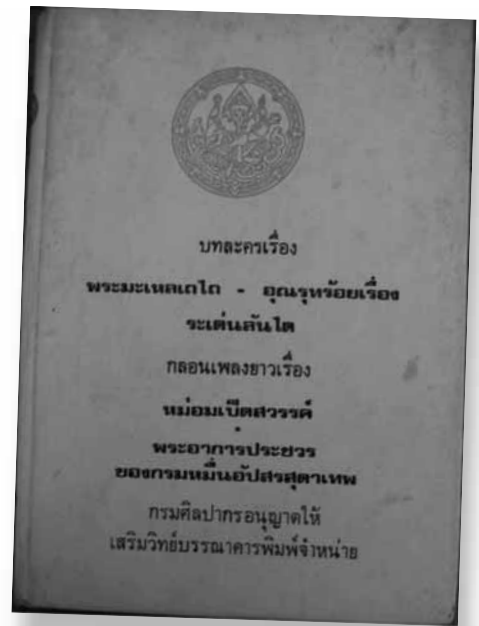 บทละครเรื่อง
พระมะเหลเถไถ - อุณรุทร้อยเรื่อง
ระเด่นลันได
กลอนเพลงยาวเรื่อง
หม่อมเป็ดสวรรค์
พระอาการประชวร
ของกรมหมื่นอัปสรสุดาเทพ
กรมศิลปากรอนุญาตให้
เสริมวิทย์บรรณาคารพิมพ์จำหน่าย